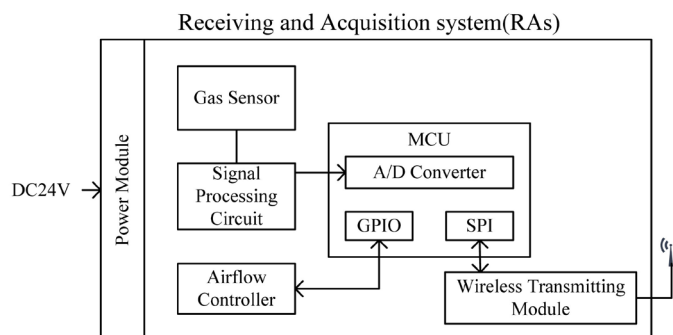 Receiving and Acquisition system(RAs)
DC24V
Power Module
Gas Sensor
Signal
Processing
Circuit
Airflow
Controller
MCU
A/D Converter
GPIO
SPI
Wireless Transmitting
Module